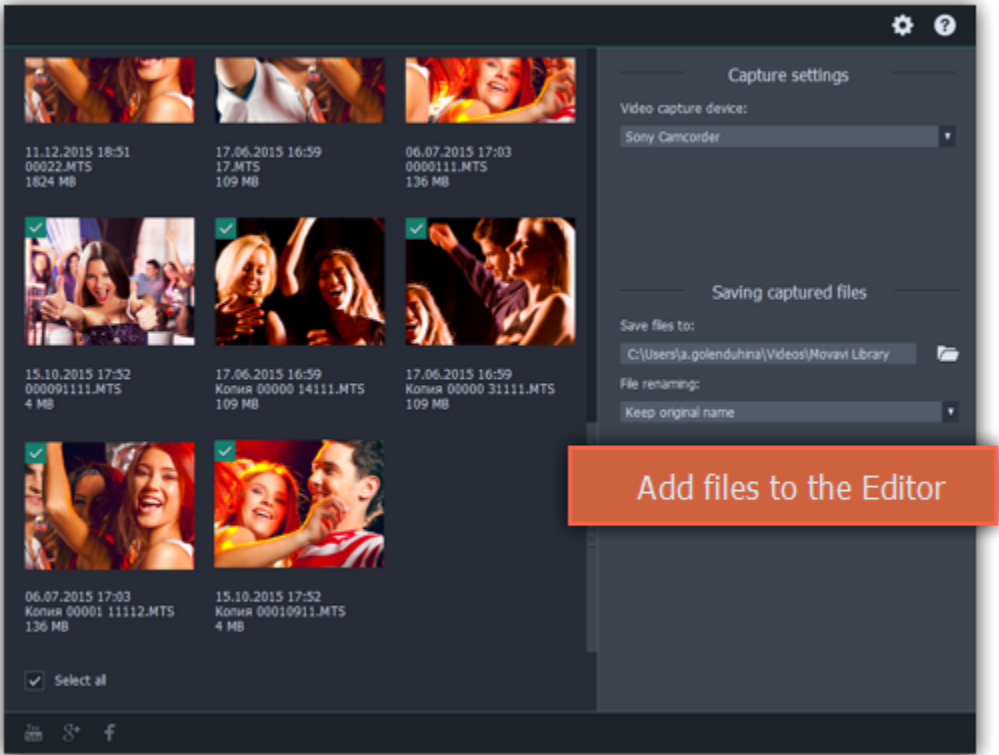 Capture settings
Video capture device:
Sony Camcorder
11.12.2015 18:51
00022.MTS
1824 MB
17.06.2015 16:59
17.MTS
109 MB
06.07.2015 17:03
0000111.MTS
136 MB
15.10.2015 17:52
000091111.MTS
4 MB
17.06.2015 16:59
Копия 00000 14111.MTS
109 MB
17.06.2015 16:59
Копия 00000 31111.MTS
109 MB
Saving captured files
Save files to:
C:\Users\a.golenduhina\Videos\Movavi Library
File renaming:
Keep original name
Add files to the Editor
06.07.2015 17:03
Копия 00001 11112.MTS
136 MB
15.10.2015 17:52
Копия 00010911.MTS
4 MB
Select all
You Tube
g+
f